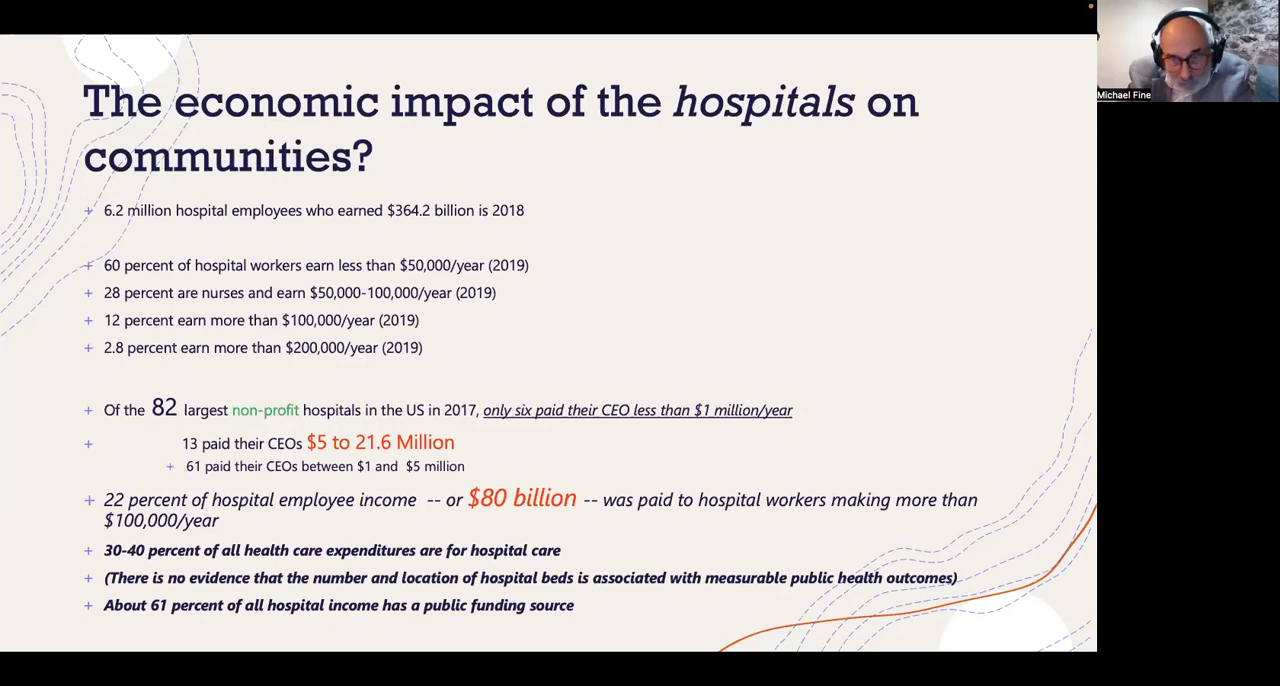 The economic impact of the hospitals on
communities?
+ 6.2 million hospital employees who earned $364.2 billion is 2018
+ 60 percent of hospital workers earn less than $50,000/year (2019)
+ 28 percent are nurses and earn $50,000-100,000/year (2019)
+ 12 percent earn more than $100,000/year (2019)
+ 2.8 percent earn more than $200,000/year (2019)
+ Of the 82 largest non-profit hospitals in the US in 2017, only six paid their CEO less than $1 million/year
+ 13 paid their CEOs $5 to 21.6 Million
+ 61 paid their CEOs between $1 and $5 million
+ 22 percent of hospital employee income -- or $80 billion -- was paid to hospital workers making more than
$100,000/year
+ 30-40 percent of all health care expenditures are for hospital care
+ (There is no evidence that the number and location of hospital beds is associated with measurable public health outcomes)
+ About 61 percent of all hospital income has a public funding source
Michael Fine